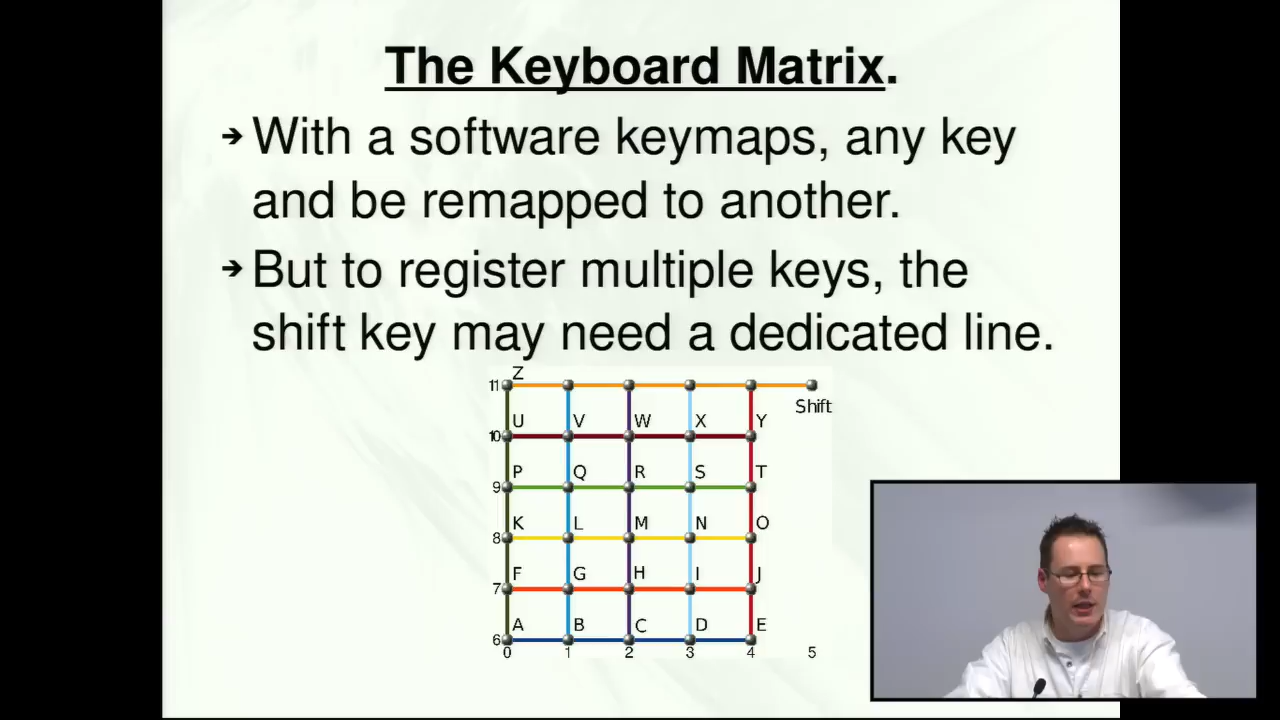 The Keyboard Matrix.
➔ With a software keymaps, any key
and be remapped to another.
➔ But to register multiple keys, the
shift key may need a dedicated line.
Z
11
Shift
U V W X Y
10
P Q R S T
9
K L M N O
8
F G H I J
7
A B C D E
6
0 1 2 3 4 5